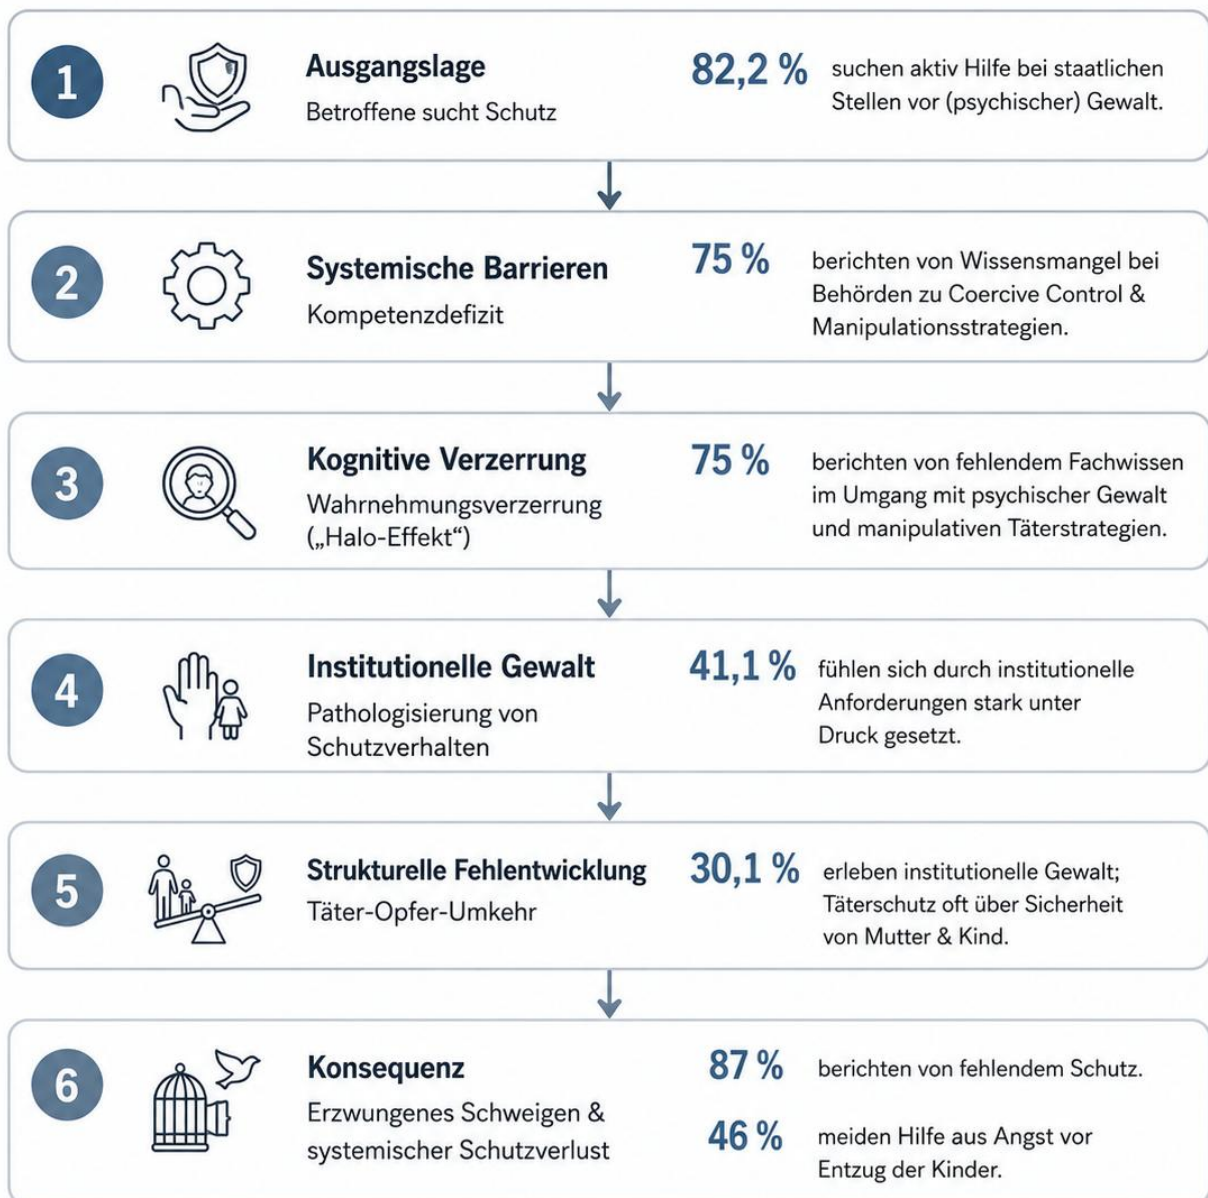 1
Ausgangslage
Betroffene sucht Schutz
82,2 %
suchen aktiv Hilfe bei staatlichen
Stellen vor (psychischer) Gewalt.
2
Systemische Barrieren
Kompetenzdefizit
75 %
berichten von Wissensmangel bei
Behörden zu Coercive Control &
Manipulationsstrategien.
3
Kognitive Verzerrung
Wahrnehmungsverzerrung
(„Halo-Effekt“)
75 %
berichten von fehlendem Fachwissen
im Umgang mit psychischer Gewalt
und manipulativen Täterstrategien.
4
Institutionelle Gewalt
Pathologisierung von
Schutzverhalten
41,1 %
fühlen sich durch institutionelle
Anforderungen stark unter
Druck gesetzt.
5
Strukturelle Fehlentwicklung
Täter-Opfer-Umkehr
30,1 %
erleben institutionelle Gewalt;
Täterschutz oft über Sicherheit
von Mutter & Kind.
6
Konsequenz
Erzwungenes Schweigen &
systemischer Schutzverlust
87 %
berichten von fehlendem Schutz.
46 %
meiden Hilfe aus Angst vor
Entzug der Kinder.